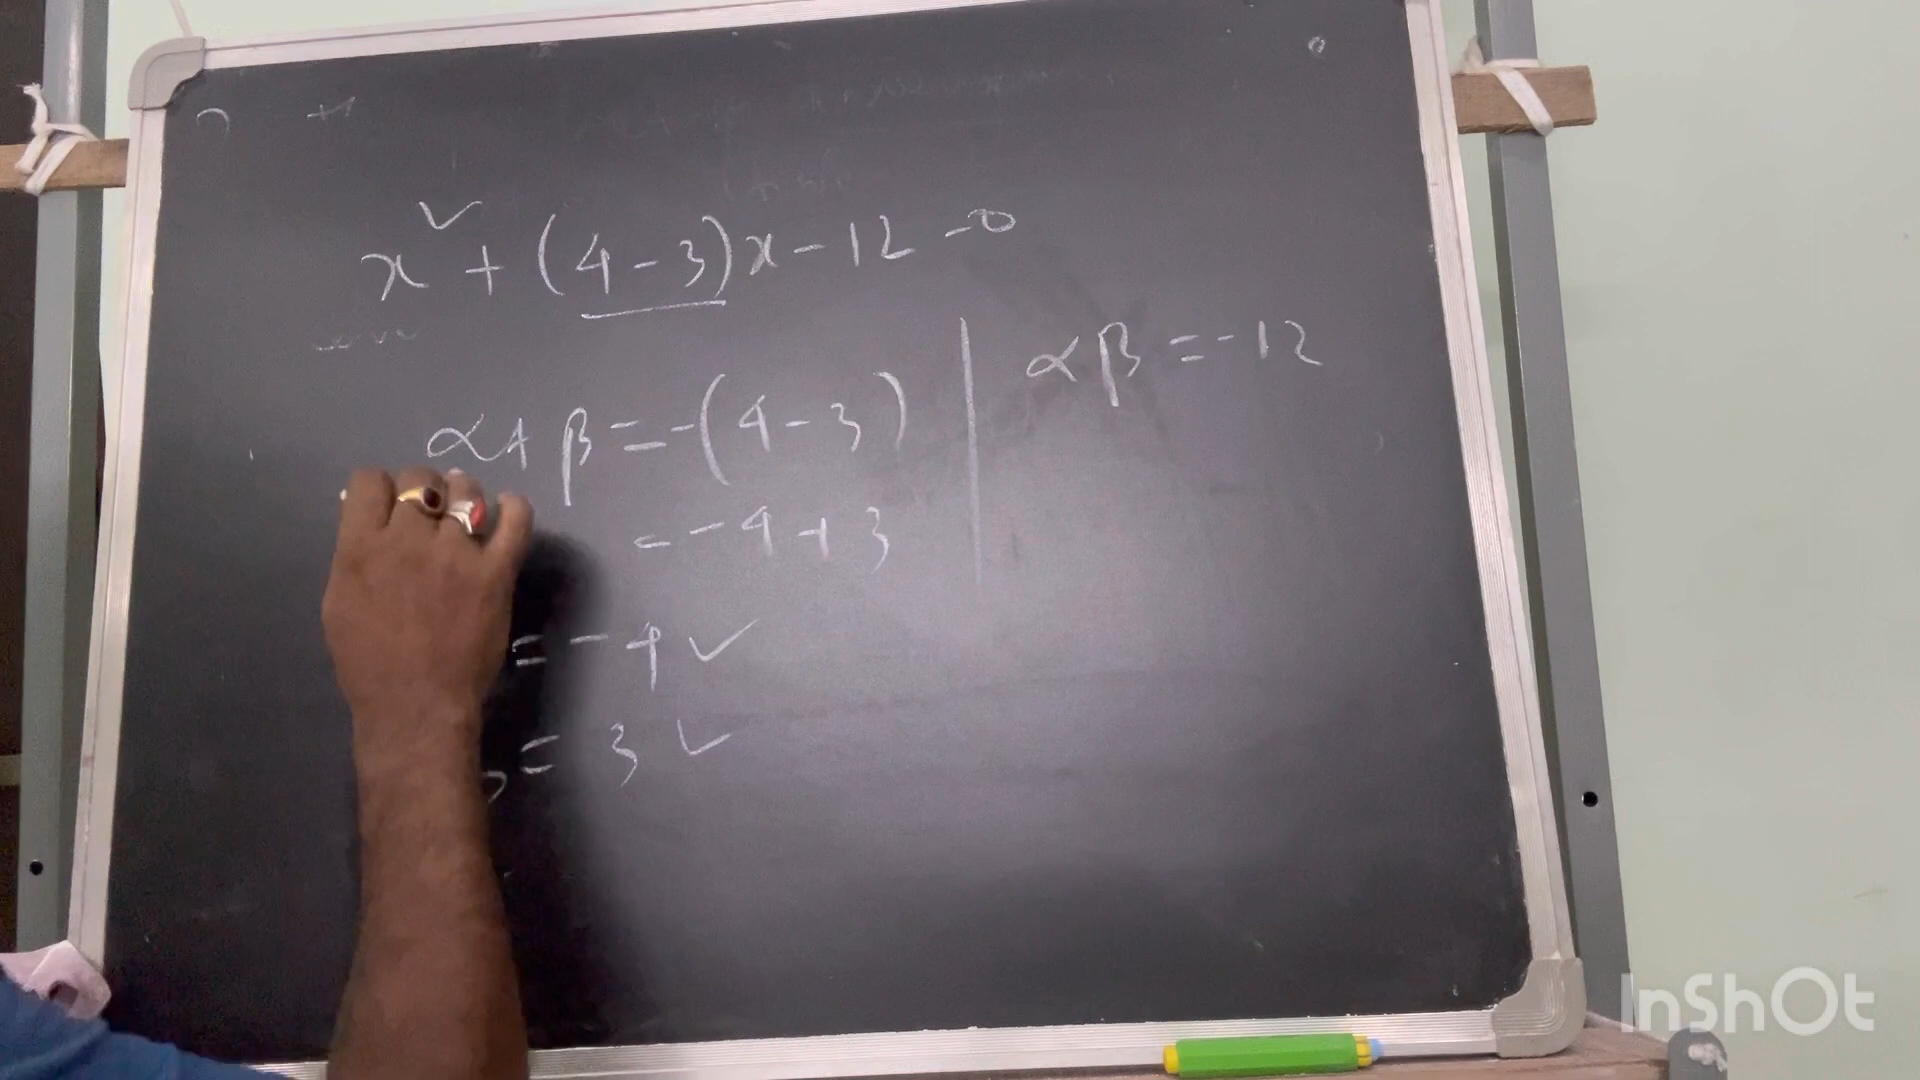 x² + (4-3)x - 12 - 0
α+β = -(4-3)
αβ = -12
= -4+3
= -4 ✓
= 3 ✓
InShOt